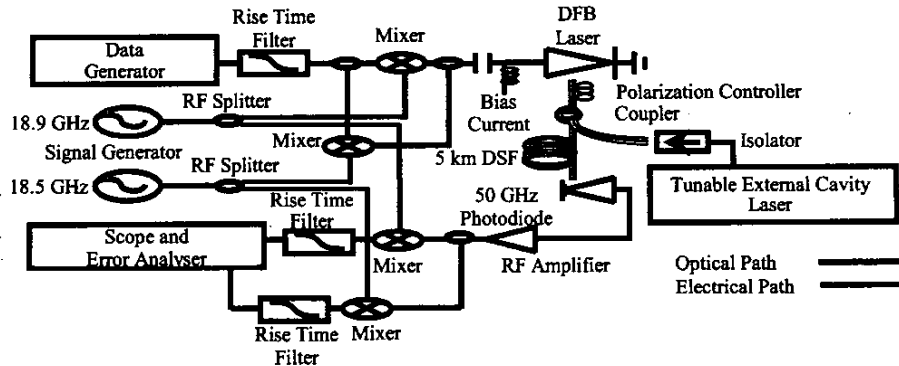 Rise Time
Filter
Mixer
DFB
Laser
Data
Generator
RF Splitter
Bias
Current
Polarization Controller
Coupler
18.9 GHz
Signal Generator
Mixer
5 km DSF
Isolator
RF Splitter
18.5 GHz
Rise Time
Filter
50 GHz
Photodiode
Tunable External Cavity
Laser
Scope and
Error Analyser
Mixer
RF Amplifier
Optical Path
Electrical Path
Rise Time
Filter
Mixer